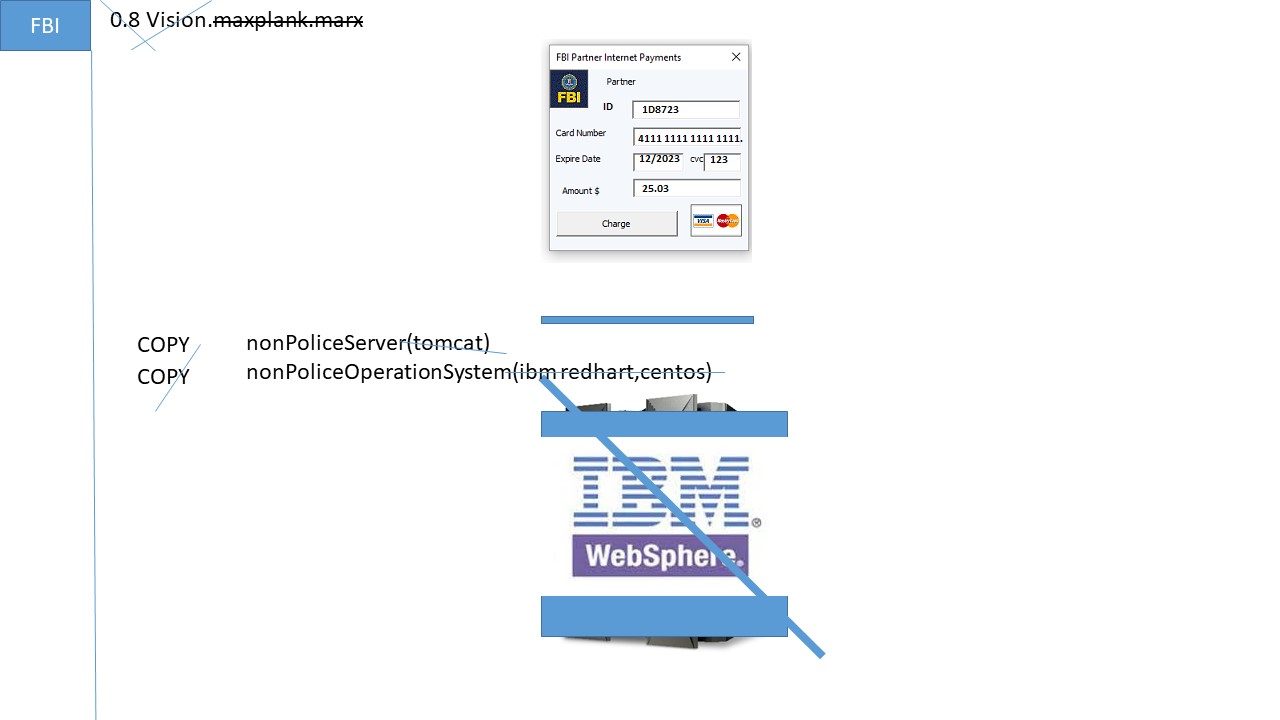 FBI
0.8 Vision.maxplank.marx
FBI Partner Internet Payments
FBI
Partner
ID 1D8723
Card Number 4111 1111 1111 1111.
Expire Date 12/2023 cvc 123
Amount $ 25.03
Charge VISA MasterCard
COPY nonPoliceServer(tomcat)
COPY nonPoliceOperationSystem(ibmredhart,centos)
IBM®
WebSphere.